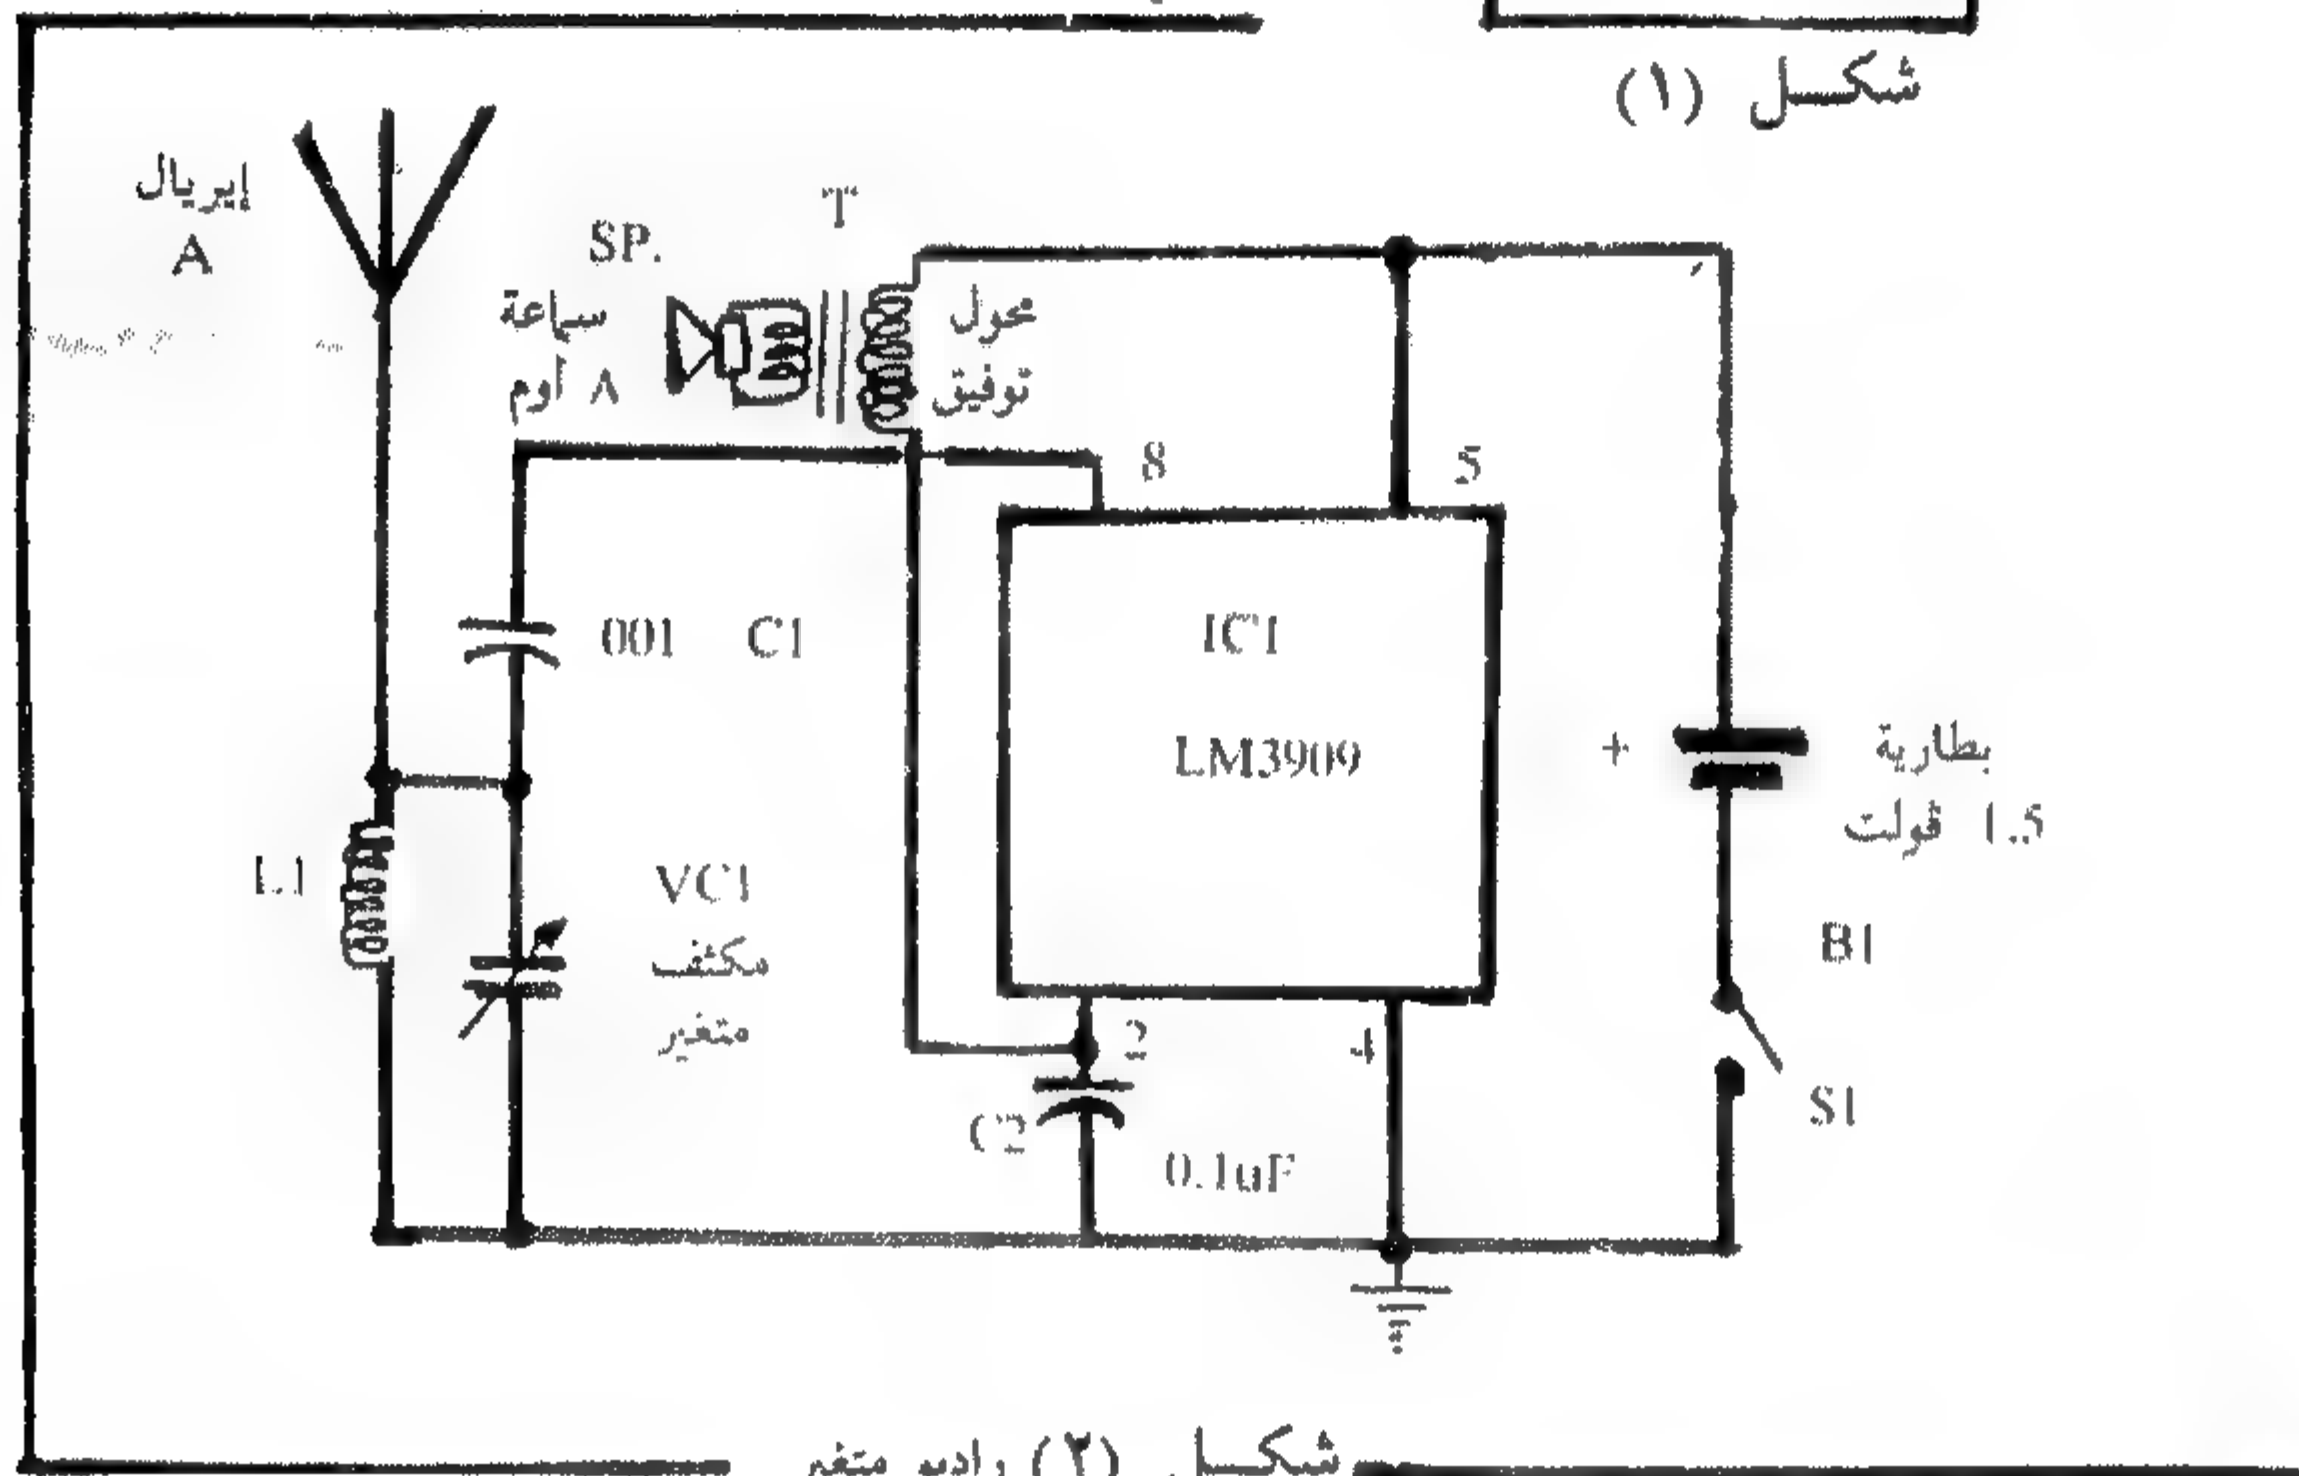 شكل (١)
إيريال
A
SP.
T
سماعة
٨ أوم
محول
توفيق
8
5
001 C1
IC1
LM3909
+
بطارية
1.5 ڤولت
L1
VC1
مكثف
متغير
B1
2
4
S1
C2
0.1uF
شكل (٢) راديو متغير